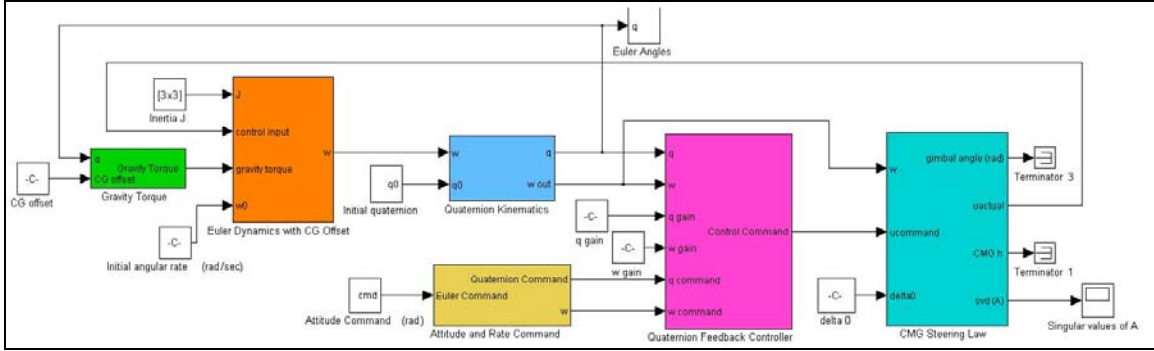 q
Euler Angles
[3x3]
Inertia J
J
control input
gravity torque
w0
w
Euler Dynamics with CG Offset
q
CG offset
Gravity Torque
Gravity Torque
-C-
CG offset
-C-
Initial angular rate (rad/sec)
q0
Initial quaternion
w
q0
q
w out
Quaternion Kinematics
-C-
q gain
-C-
w gain
cmd
Attitude Command (rad)
Quaternion Command
Euler Command
w
Attitude and Rate Command
q
w
q gain
w gain
q command
w command
Control Command
Quaternion Feedback Controller
-C-
delta 0
w
ucommand
delta0
gimbal angle (rad)
uactual
CMG h
svd (A)
CMG Steering Law
Terminator 3
Terminator 1
Singular values of A